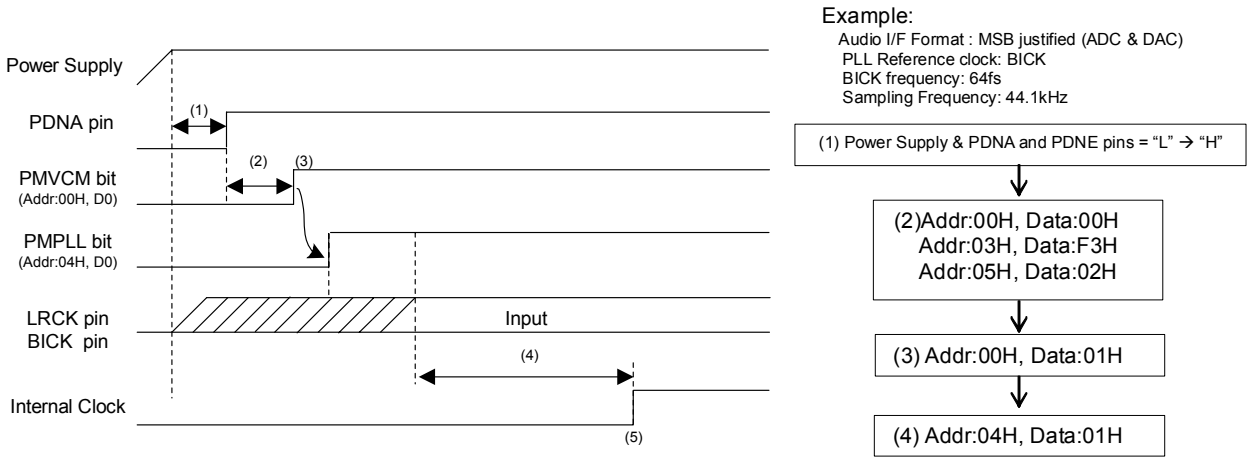 Power Supply
(1)
PDNA pin
(2)
(3)
PMVCM bit
(Addr:00H, D0)
PMPLL bit
(Addr:04H, D0)
LRCK pin
BICK pin
Input
(4)
Internal Clock
(5)
Example:
Audio I/F Format : MSB justified (ADC & DAC)
PLL Reference clock: BICK
BICK frequency: 64fs
Sampling Frequency: 44.1kHz
(1) Power Supply & PDNA and PDNE pins = “L” → “H”
(2)Addr:00H, Data:00H
Addr:03H, Data:F3H
Addr:05H, Data:02H
(3) Addr:00H, Data:01H
(4) Addr:04H, Data:01H